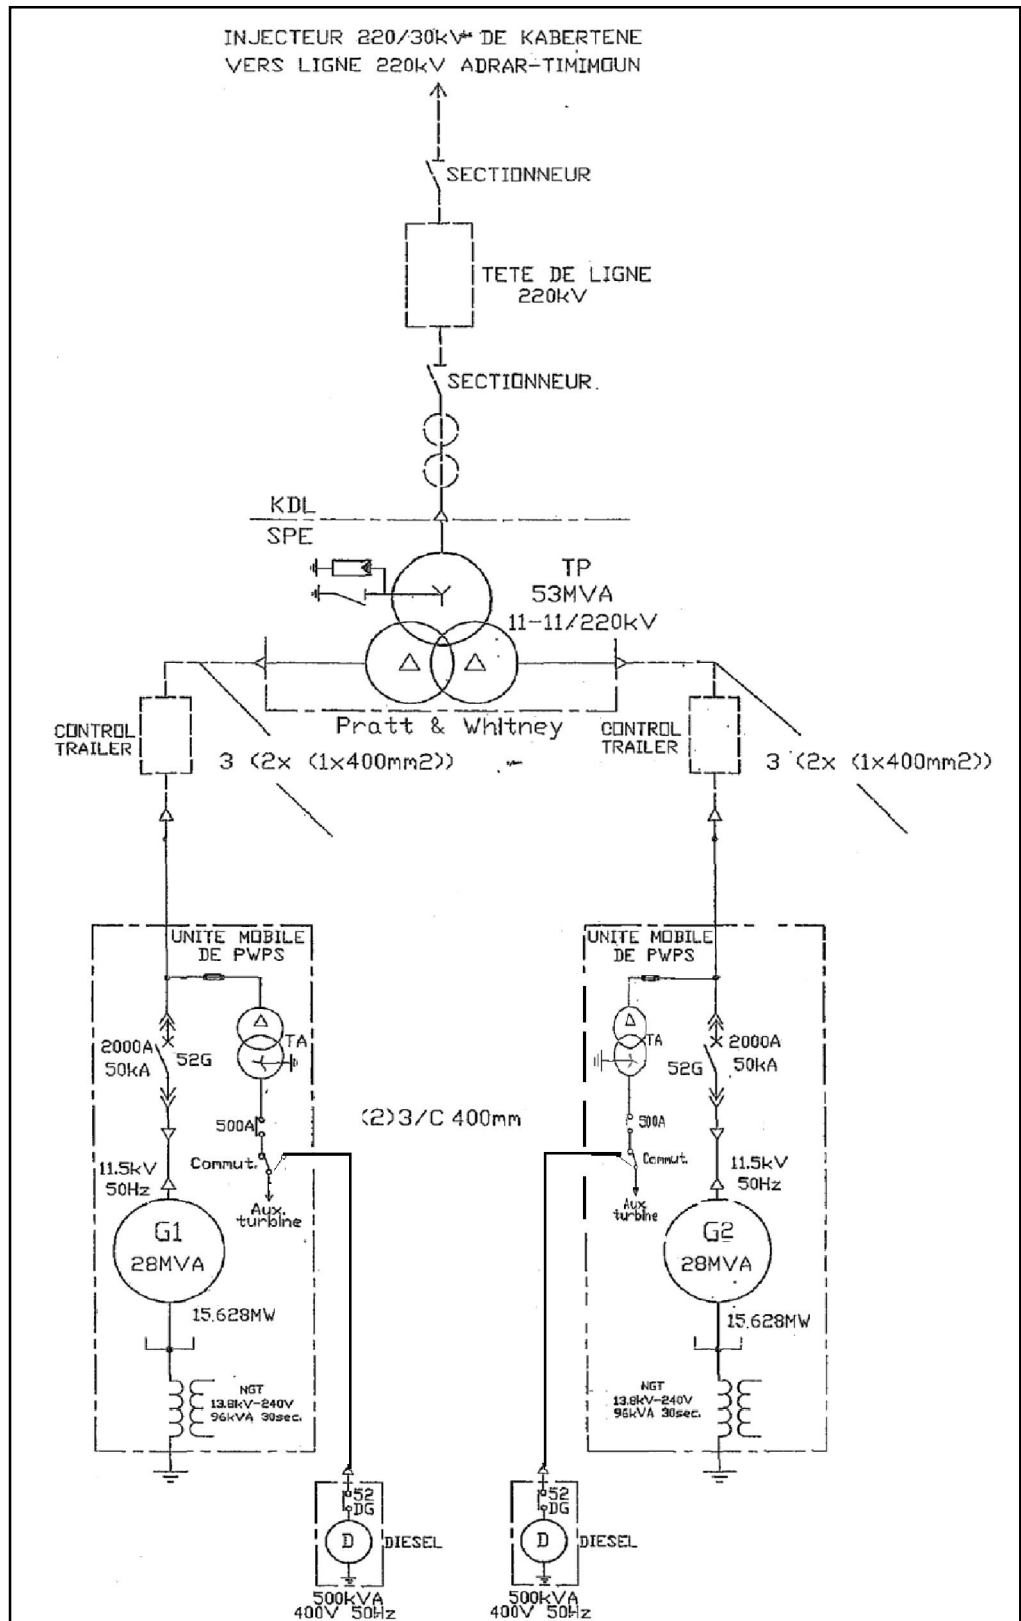 INJECTEUR 220/30kV" DE KABERTENE
VERS LIGNE 220kV ADRAR-TIMIMOUN
SECTIONNEUR
TETE DE LIGNE
220kV
SECTIONNEUR.
KDL
SPE
TP
53MVA
11-11/220kV
Pratt & Whitney
CONTROL
TRAILER
3 (2x (1x400mm2))
CONTROL
TRAILER
3 (2x (1x400mm2))
UNITE MOBILE
DE PWPS
TA
2000A
50kA
52G
500A
Commut.
Aux.
turbine
11.5kV
50Hz
G1
28MVA
15.628MW
NGT
13.8kV-240V
96kVA 30sec.
(2)3/C 400mm
UNITE MOBILE
DE PWPS
TA
2000A
50kA
52G
500A
Commut.
Aux
turbine
11.5kV
50Hz
G2
28MVA
15.628MW
NGT
13.8kV-240V
96kVA 30sec.
52
DG
D
DIESEL
500kVA
400V 50Hz
52
DG
D
DIESEL
500kVA
400V 50Hz